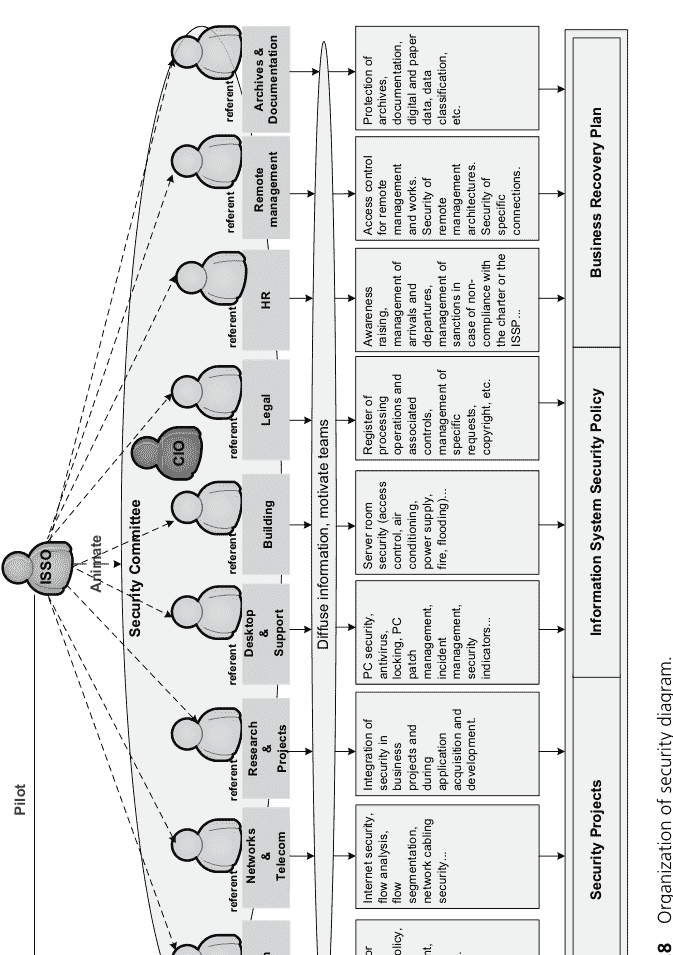 Pilot
ISSO
Animate
Security Committee
CIO
referent
Networks
&
Telecom
referent
Research
&
Projects
referent
Desktop
&
Support
referent
Building
referent
Legal
referent
HR
referent
Remote
management
referent
Archives &
Documentation
Diffuse information, motivate teams
Internet security,
flow analysis,
flow
segmentation,
network cabling
security...
Integration of
security in
business
projects and
during
application
acquisition and
development.
PC security,
antivirus,
locking, PC
patch
management,
incident
management,
security
indicators...
Server room
security (access
control, air
conditioning,
power supply,
fire, flooding)...
Register of
processing
operations and
associated
controls,
management of
specific
requests,
copyright, etc.
Awareness
raising,
management of
arrivals and
departures,
management of
sanctions in
case of non-
compliance with
the charter or the
ISSP...
Access control
for remote
management
and works.
Security of
remote
management
architectures.
Security of
specific
connections.
Protection of
archives,
documentation,
digital and paper
data, data
classification,
etc.
Security Projects
Information System Security Policy
Business Recovery Plan
8 Organization of security diagram.